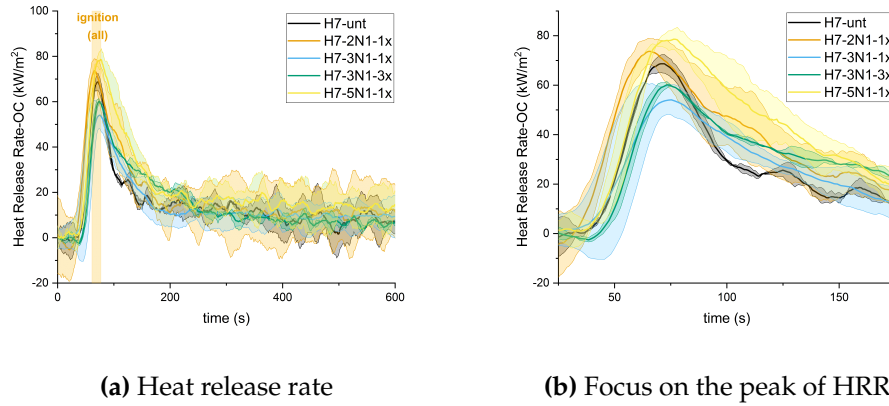 ignition
(all)
H7-unt
H7-2N1-1x
H7-3N1-1x
H7-3N1-3x
H7-5N1-1x
Heat Release Rate-OC (kW/m²)
100
80
60
40
20
0
-20
0
200
400
600
time (s)
(a) Heat release rate
H7-unt
H7-2N1-1x
H7-3N1-1x
H7-3N1-3x
H7-5N1-1x
Heat Release Rate-OC (kW/m²)
80
60
40
20
0
-20
50
100
150
time (s)
(b) Focus on the peak of HRR